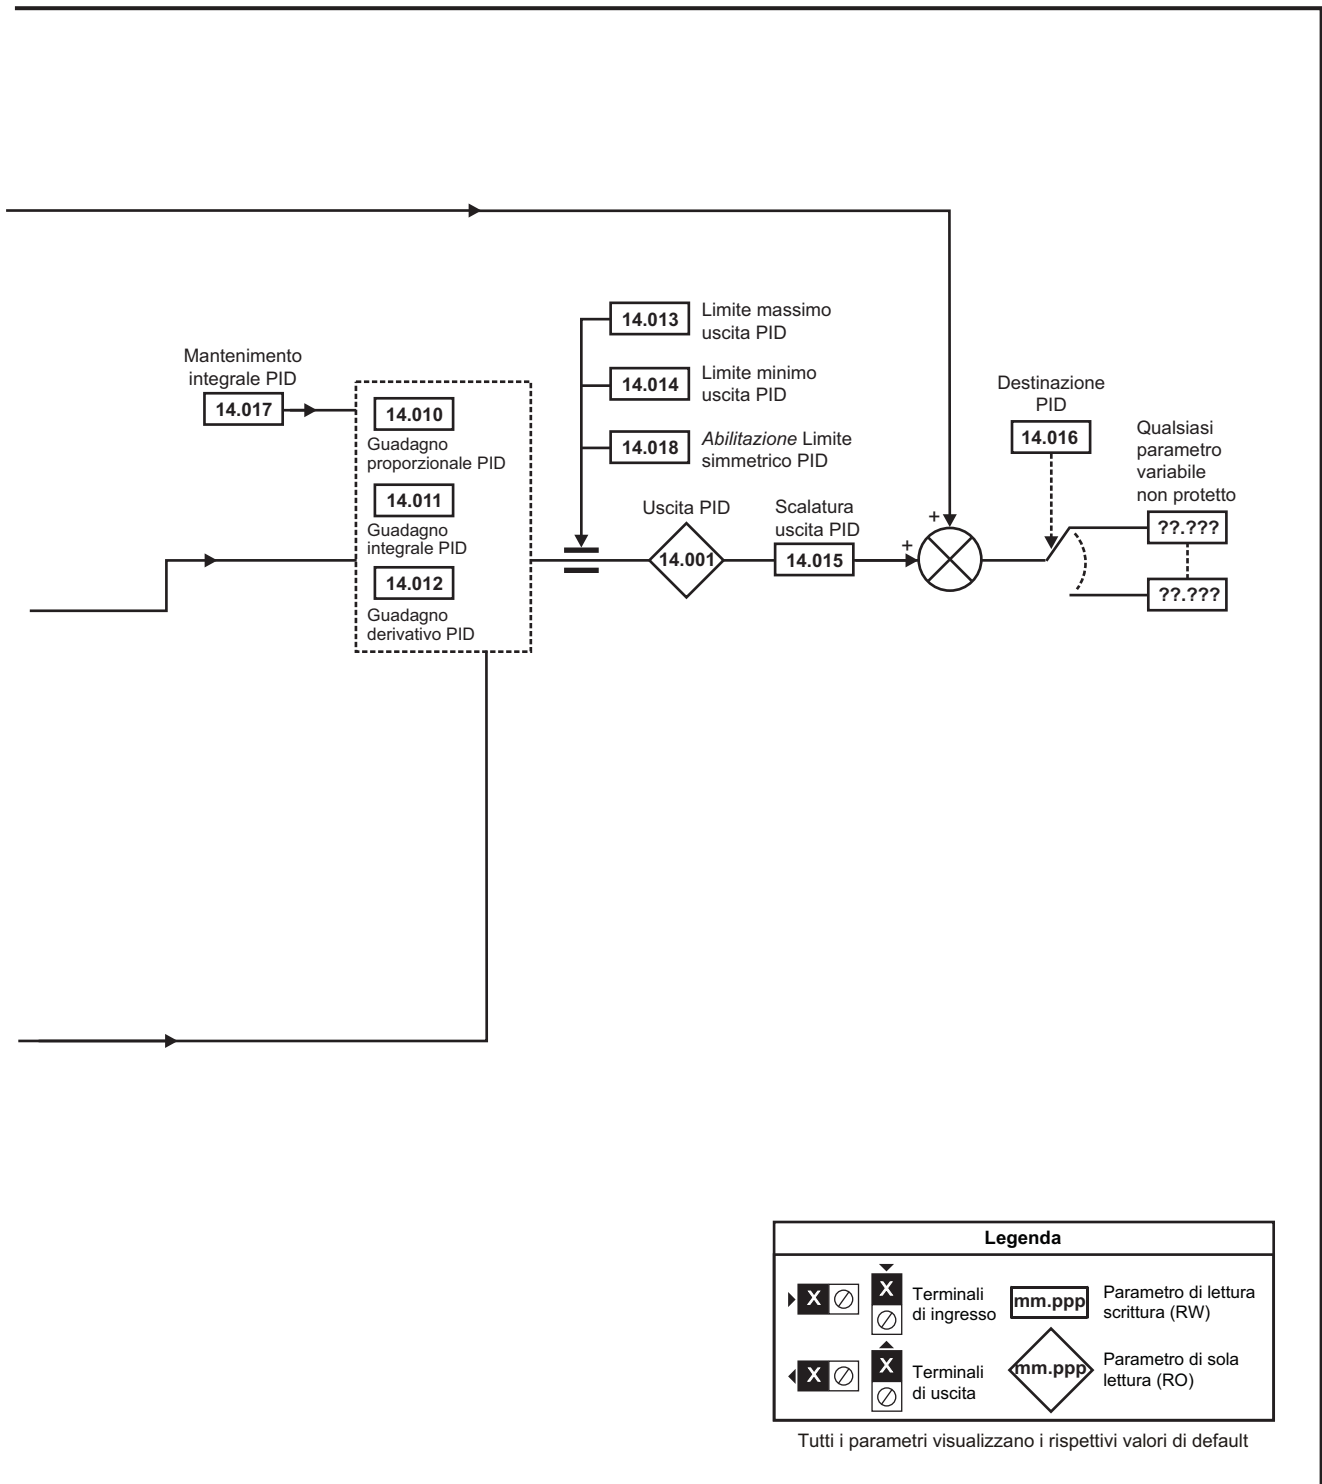 14.013
Limite massimo
uscita PID
Mantenimento
integrale PID
14.017
14.014
Limite minimo
uscita PID
14.018
Abilitazione Limite
simmetrico PID
14.010
Guadagno
proporzionale PID
14.011
Guadagno
integrale PID
14.012
Guadagno
derivativo PID
Uscita PID
14.001
Scalatura
uscita PID
14.015
+
+
Destinazione
PID
14.016
Qualsiasi
parametro
variabile
non protetto
??.???
??.???
Legenda
X
X
Terminali
di ingresso
mm.ppp
Parametro di lettura
scrittura (RW)
X
X
Terminali
di uscita
mm.ppp
Parametro di sola
lettura (RO)
Tutti i parametri visualizzano i rispettivi valori di default